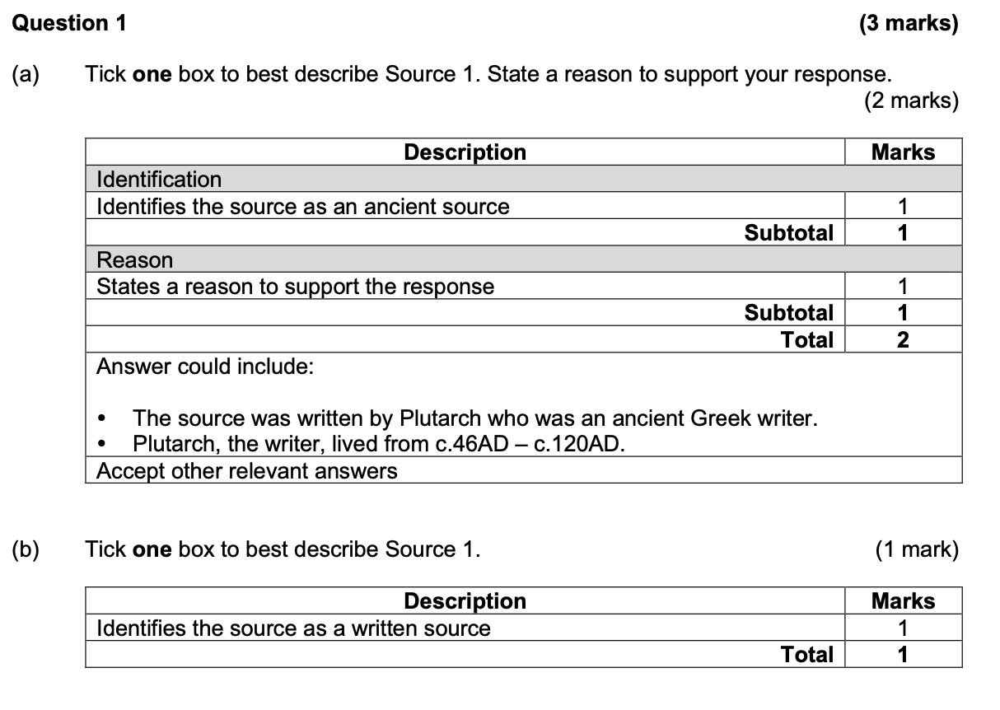 Question 1 (3 marks)
(a) Tick one box to best describe Source 1. State a reason to support your response.
(2 marks)
Description Marks
Identification
Identifies the source as an ancient source 1
Subtotal 1
Reason
States a reason to support the response 1
Subtotal 1
Total 2
Answer could include:
• The source was written by Plutarch who was an ancient Greek writer.
• Plutarch, the writer, lived from c.46AD – c.120AD.
Accept other relevant answers
(b) Tick one box to best describe Source 1. (1 mark)
Description Marks
Identifies the source as a written source 1
Total 1